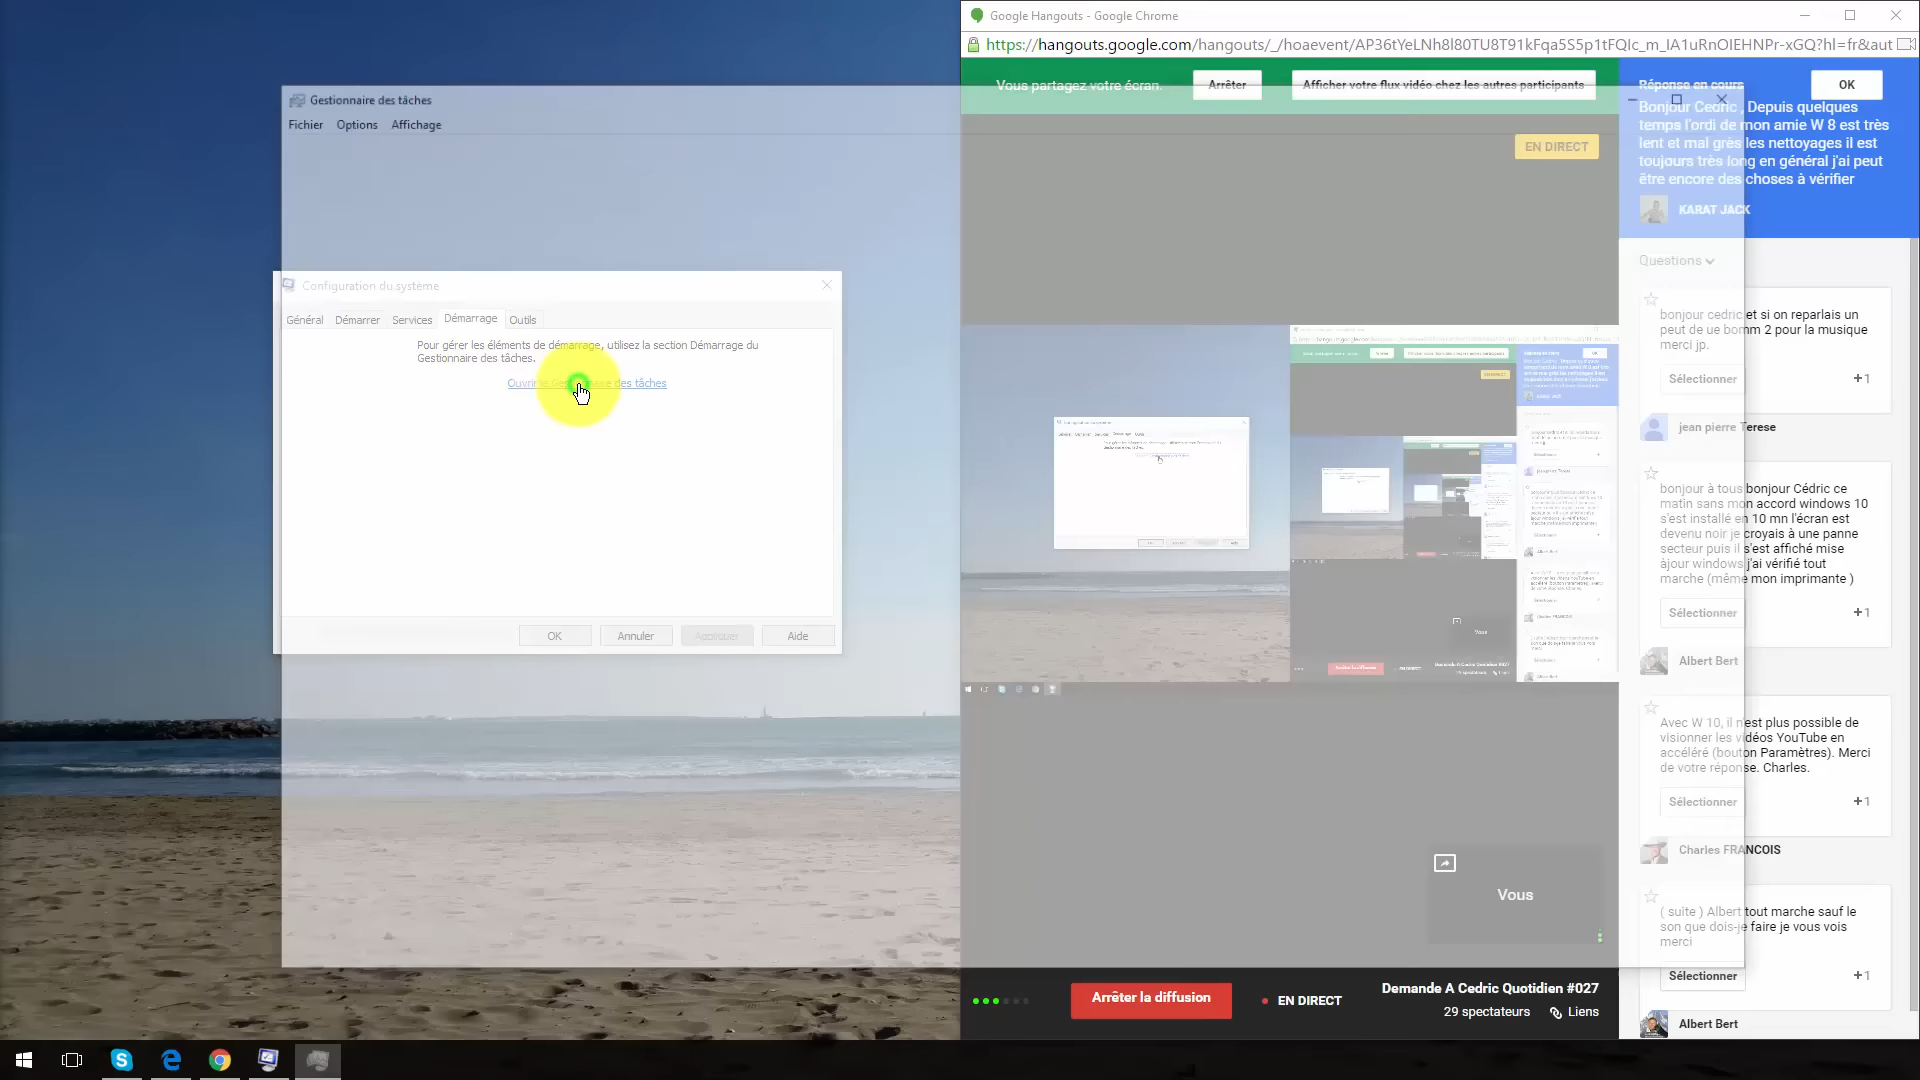 Google Hangouts - Google Chrome
https://hangouts.google.com/hangouts/_/hoaevent/AP36tYeLNh8l80TU8T91kFqa5S5p1tFQIc_m_IA1uRnOIEHNPr-xGQ?hl=fr&aut
Vous partagez votre écran.
Arrêter
Afficher votre flux vidéo chez les autres participants
Réponse en cours
OK
Bonjour Cedric , Depuis quelques
temps l'ordi de mon amie W 8 est très
lent et mal grès les nettoyages il est
toujours très long en général j'ai peut
être encore des choses à vérifier
KARAT JACK
Gestionnaire des tâches
Fichier Options Affichage
EN DIRECT
Configuration du système
Général Démarrer Services Démarrage Outils
Pour gérer les éléments de démarrage, utilisez la section Démarrage du
Gestionnaire des tâches.
Ouvrir le Gestionnaire des tâches
OK Annuler Appliquer Aide
Questions
bonjour cedric et si on reparlais un
peut de ue bomm 2 pour la musique
merci jp.
Sélectionner +1
jean pierre Terese
bonjour à tous bonjour Cédric ce
matin sans mon accord windows 10
s'est installé en 10 mn l'écran est
devenu noir je croyais à une panne
secteur puis il s'est affiché mise
àjour windows j'ai vérifié tout
marche (même mon imprimante )
Sélectionner +1
Albert Bert
Avec W 10, il n'est plus possible de
visionner les vidéos YouTube en
accéléré (bouton Paramètres). Merci
de votre réponse. Charles.
Sélectionner +1
Charles FRANCOIS
( suite ) Albert tout marche sauf le
son que dois-je faire je vous vois
merci
Sélectionner +1
Albert Bert
Vous
Arrêter la diffusion
EN DIRECT
Demande A Cedric Quotidien #027
29 spectateurs Liens